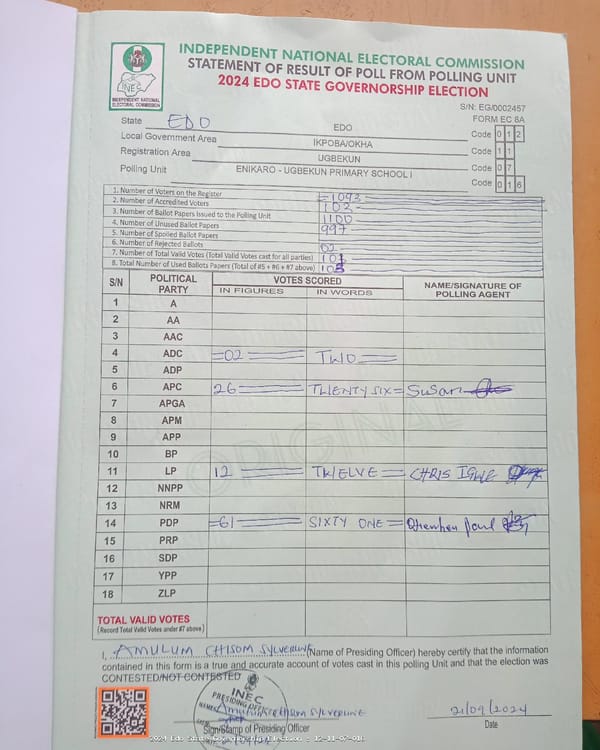 INDEPENDENT NATIONAL ELECTORAL COMMISSION
STATEMENT OF RESULT OF POLL FROM POLLING UNIT
2024 EDO STATE GOVERNORSHIP ELECTION
INEC
INDEPENDENT NATIONAL
ELECTORAL COMMISSION
S/N: EG/0002457
FORM EC 8A
State EDO EDO Code 0 1 2
Local Government Area IKPOBA/OKHA Code 1 1
Registration Area UGBEKUN Code 0 7
Polling Unit ENIKARO - UGBEKUN PRIMARY SCHOOL I Code 0 1 6
1. Number of Voters on the Register =1093
2. Number of Accredited Voters 102
3. Number of Ballot Papers Issued to the Polling Unit 1100
4. Number of Unused Ballot Papers 997
5. Number of Spoiled Ballot Papers
6. Number of Rejected Ballots 02
7. Number of Total Valid Votes (Total Valid Votes cast for all parties) 101
8. Total Number of Used Ballots Papers (Total of #5 + #6 + #7 above) 103
S/N POLITICAL PARTY VOTES SCORED NAME/SIGNATURE OF POLLING AGENT
IN FIGURES IN WORDS
1 A
2 AA
3 AAC
4 ADC =02= TWO=
5 ADP
6 APC 26= TWENTY SIX= Susan
7 APGA
8 APM
9 APP
10 BP
11 LP 12= TWELVE= CHRIS IGWE
12 NNPP
13 NRM
14 PDP =61= SIXTY ONE= Paul
15 PRP
16 SDP
17 YPP
18 ZLP
ORIGINAL
TOTAL VALID VOTES
(Record Total Valid Votes under #7 above)
I, AMULUM CHISOM SYLVERLINE (Name of Presiding Officer) hereby certify that the information
contained in this form is a true and accurate account of votes cast in this polling Unit and that the election was
CONTESTED/NOT CONTESTED
INEC
PRESIDING OFFICER
Amulum Chisom SYLVERLINE
21/09/2024
Sign/Stamp of Presiding Officer
Date
2024 Edo State Governorship Election - 12-11-07-016